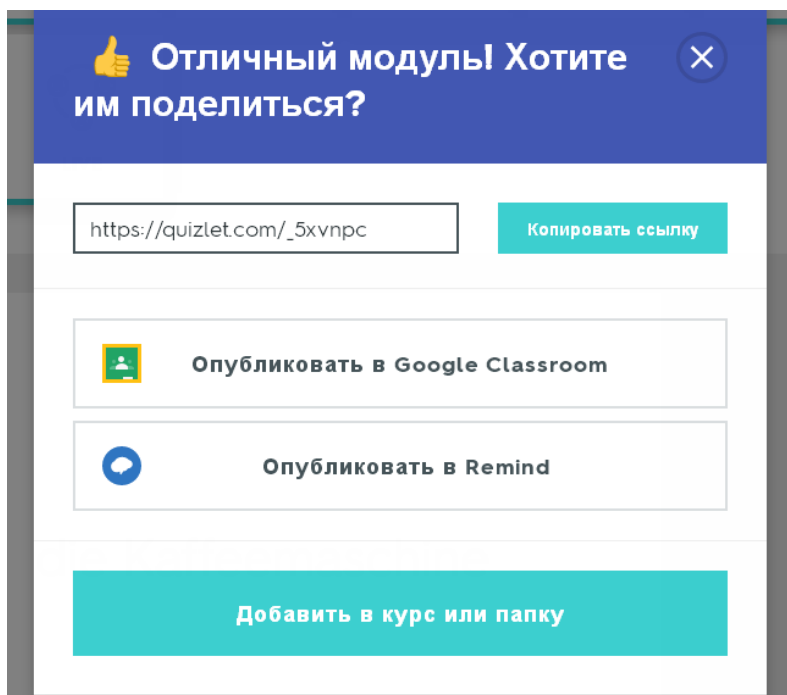 👍 Отличный модуль! Хотите
им поделиться?
https://quizlet.com/_5xvnpc
Копировать ссылку
Опубликовать в Google Classroom
Опубликовать в Remind
Добавить в курс или папку